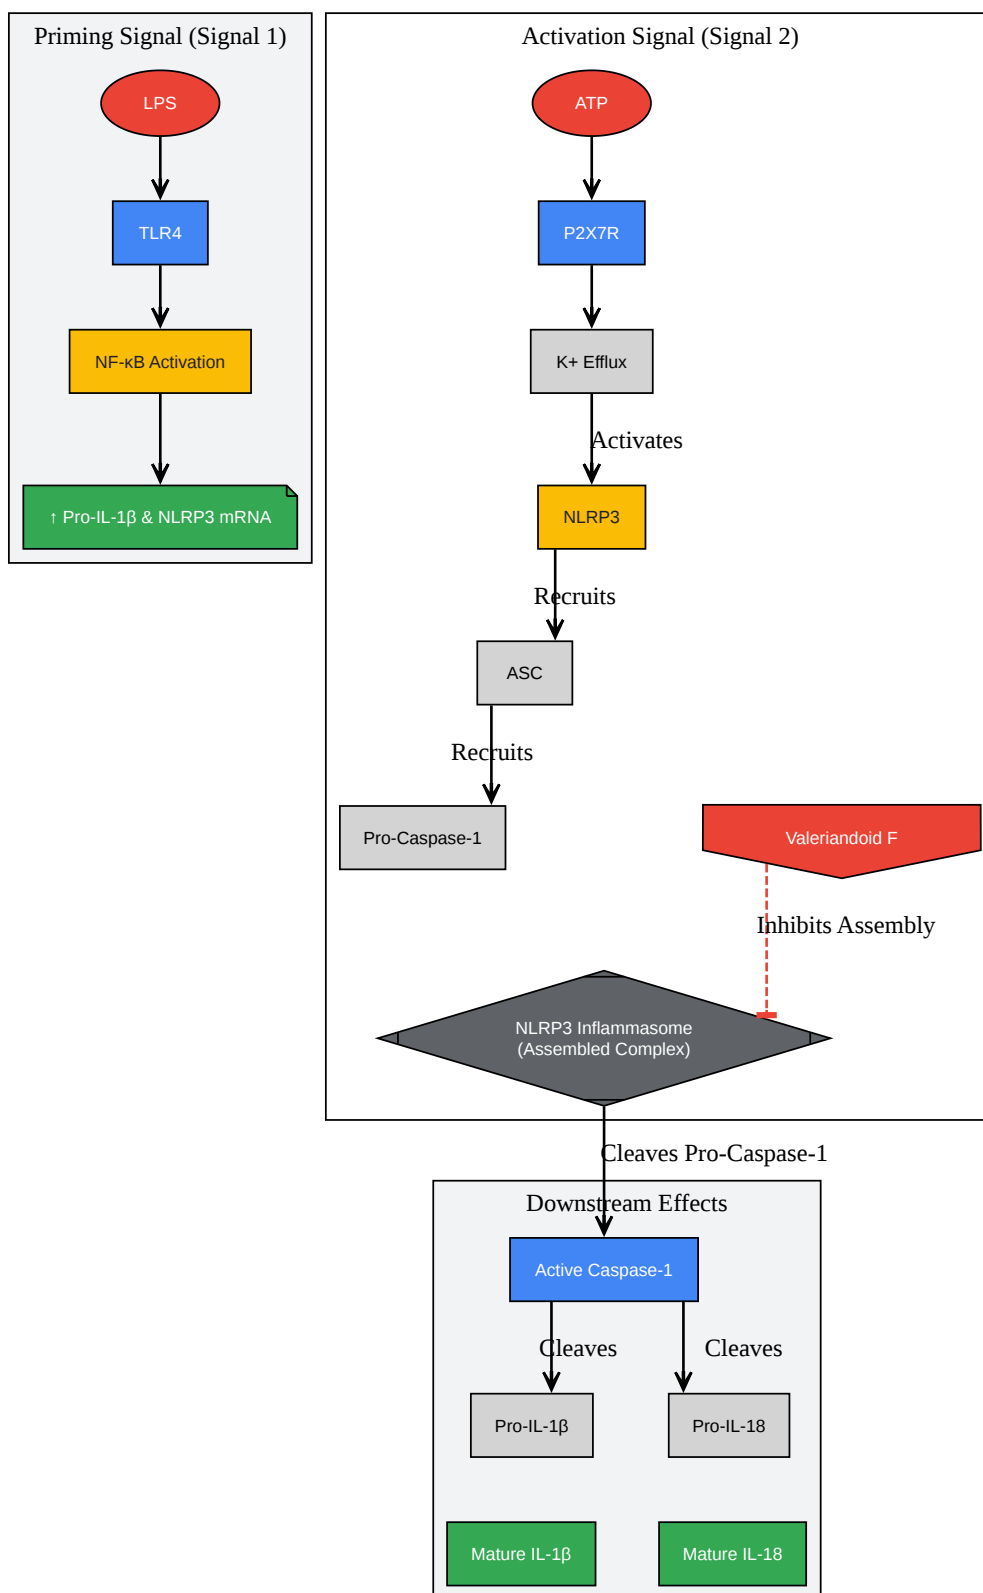 Priming Signal (Signal 1)
LPS
TLR4
NF-κB Activation
↑ Pro-IL-1β & NLRP3 mRNA
Activation Signal (Signal 2)
ATP
P2X7R
K+ Efflux
Activates
NLRP3
Recruits
ASC
Recruits
Pro-Caspase-1
Valeriandoid F
Inhibits Assembly
NLRP3 Inflammasome
(Assembled Complex)
Cleaves Pro-Caspase-1
Downstream Effects
Active Caspase-1
Cleaves
Cleaves
Pro-IL-1β
Pro-IL-18
Mature IL-1β
Mature IL-18